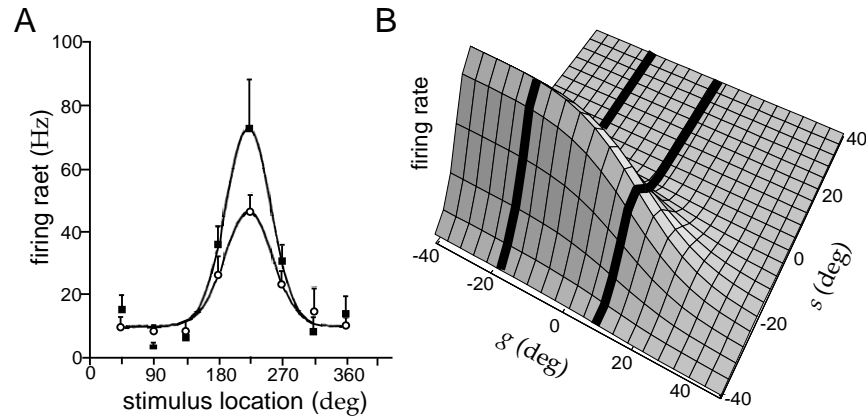 A
B
100
80
60
40
20
0
firing raet (Hz)
0 90 180 270 360
stimulus location (deg)
firing rate
-40
-20
0
20
40
g (deg)
-40
-20
0
20
40
s (deg)